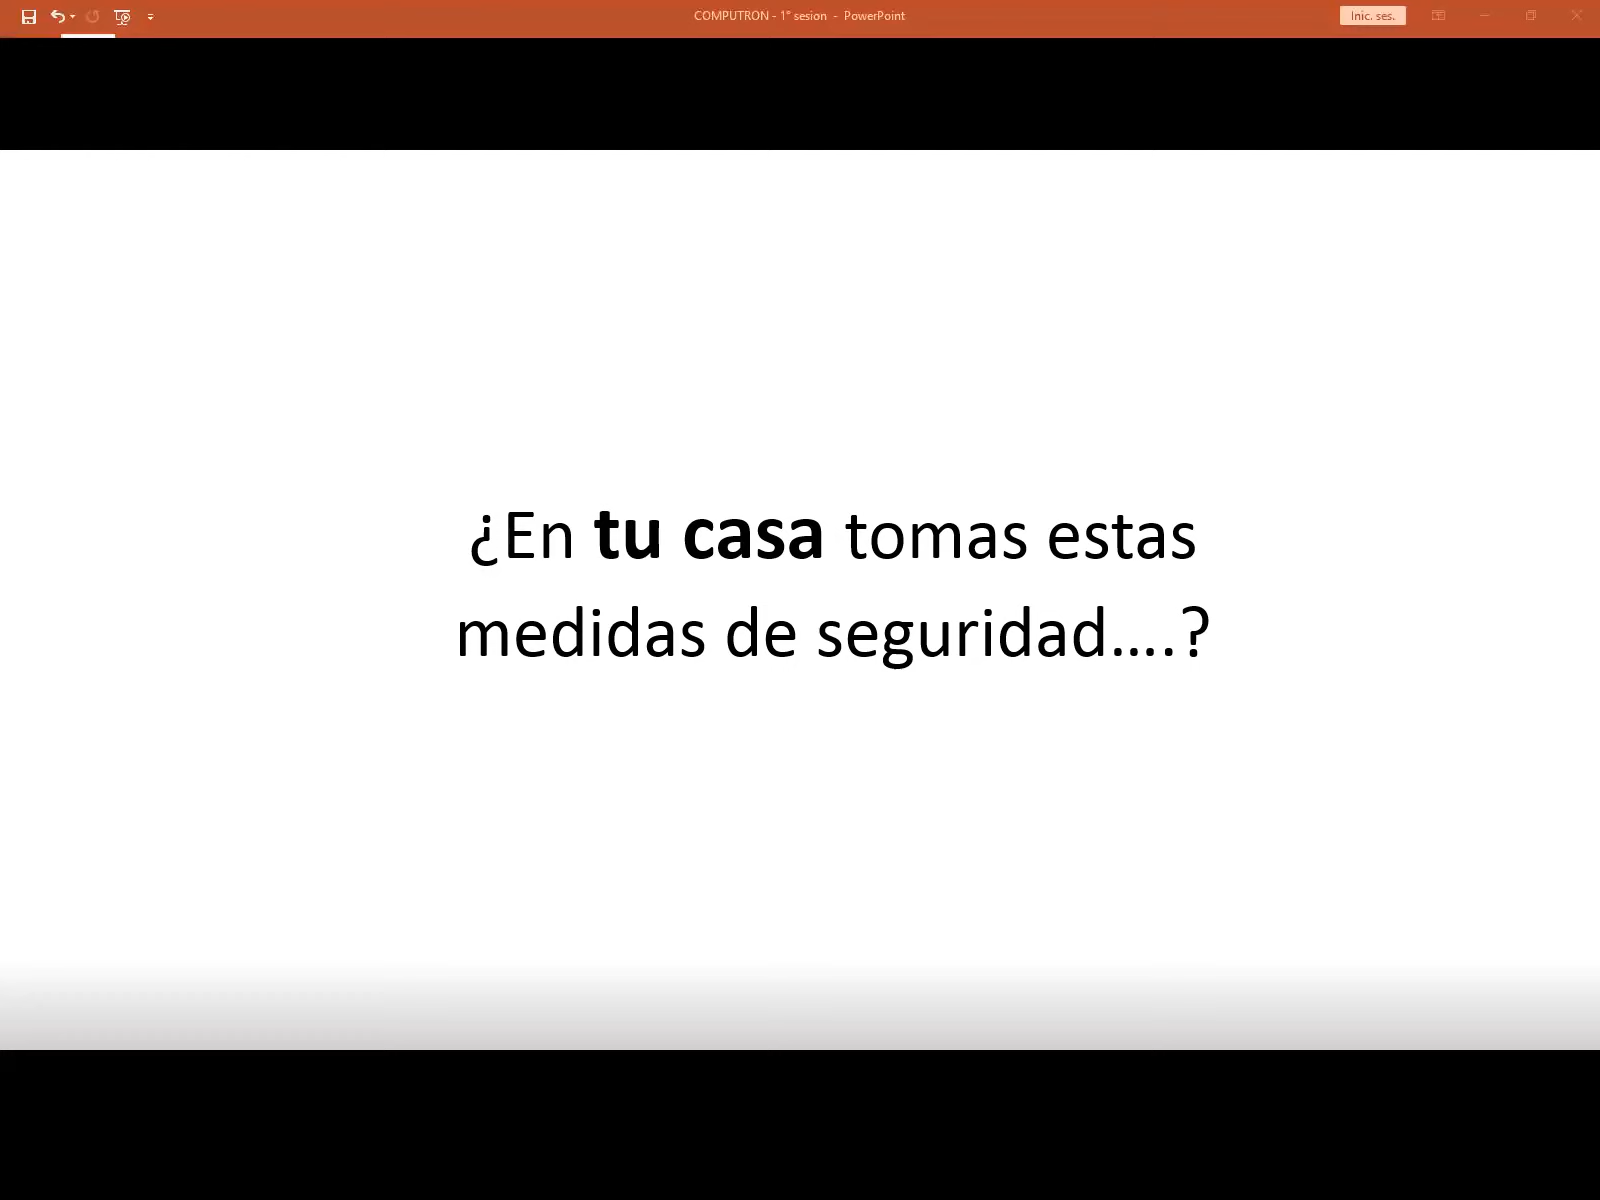 COMPUTRON - 1° sesion - PowerPoint
Inic. ses.
¿En tu casa tomas estas
medidas de seguridad....?